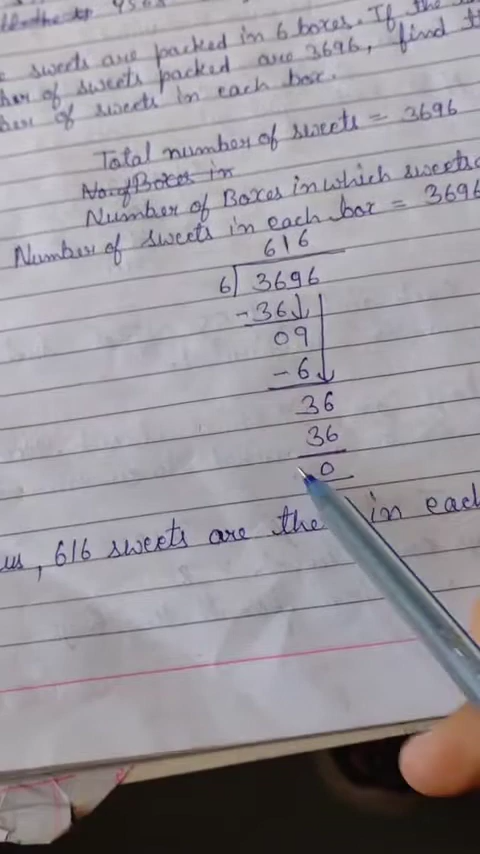 sweets are packed in 6 boxes. If the
of sweets packed are 3696, find
of sweets in each box.
Total number of sweets = 3696
No. of Boxes in
Number of Boxes in which sweets
Number of sweets in each box = 3696
616
6) 3696
-36
09
-6
36
36
0
, 616 sweets are the in each